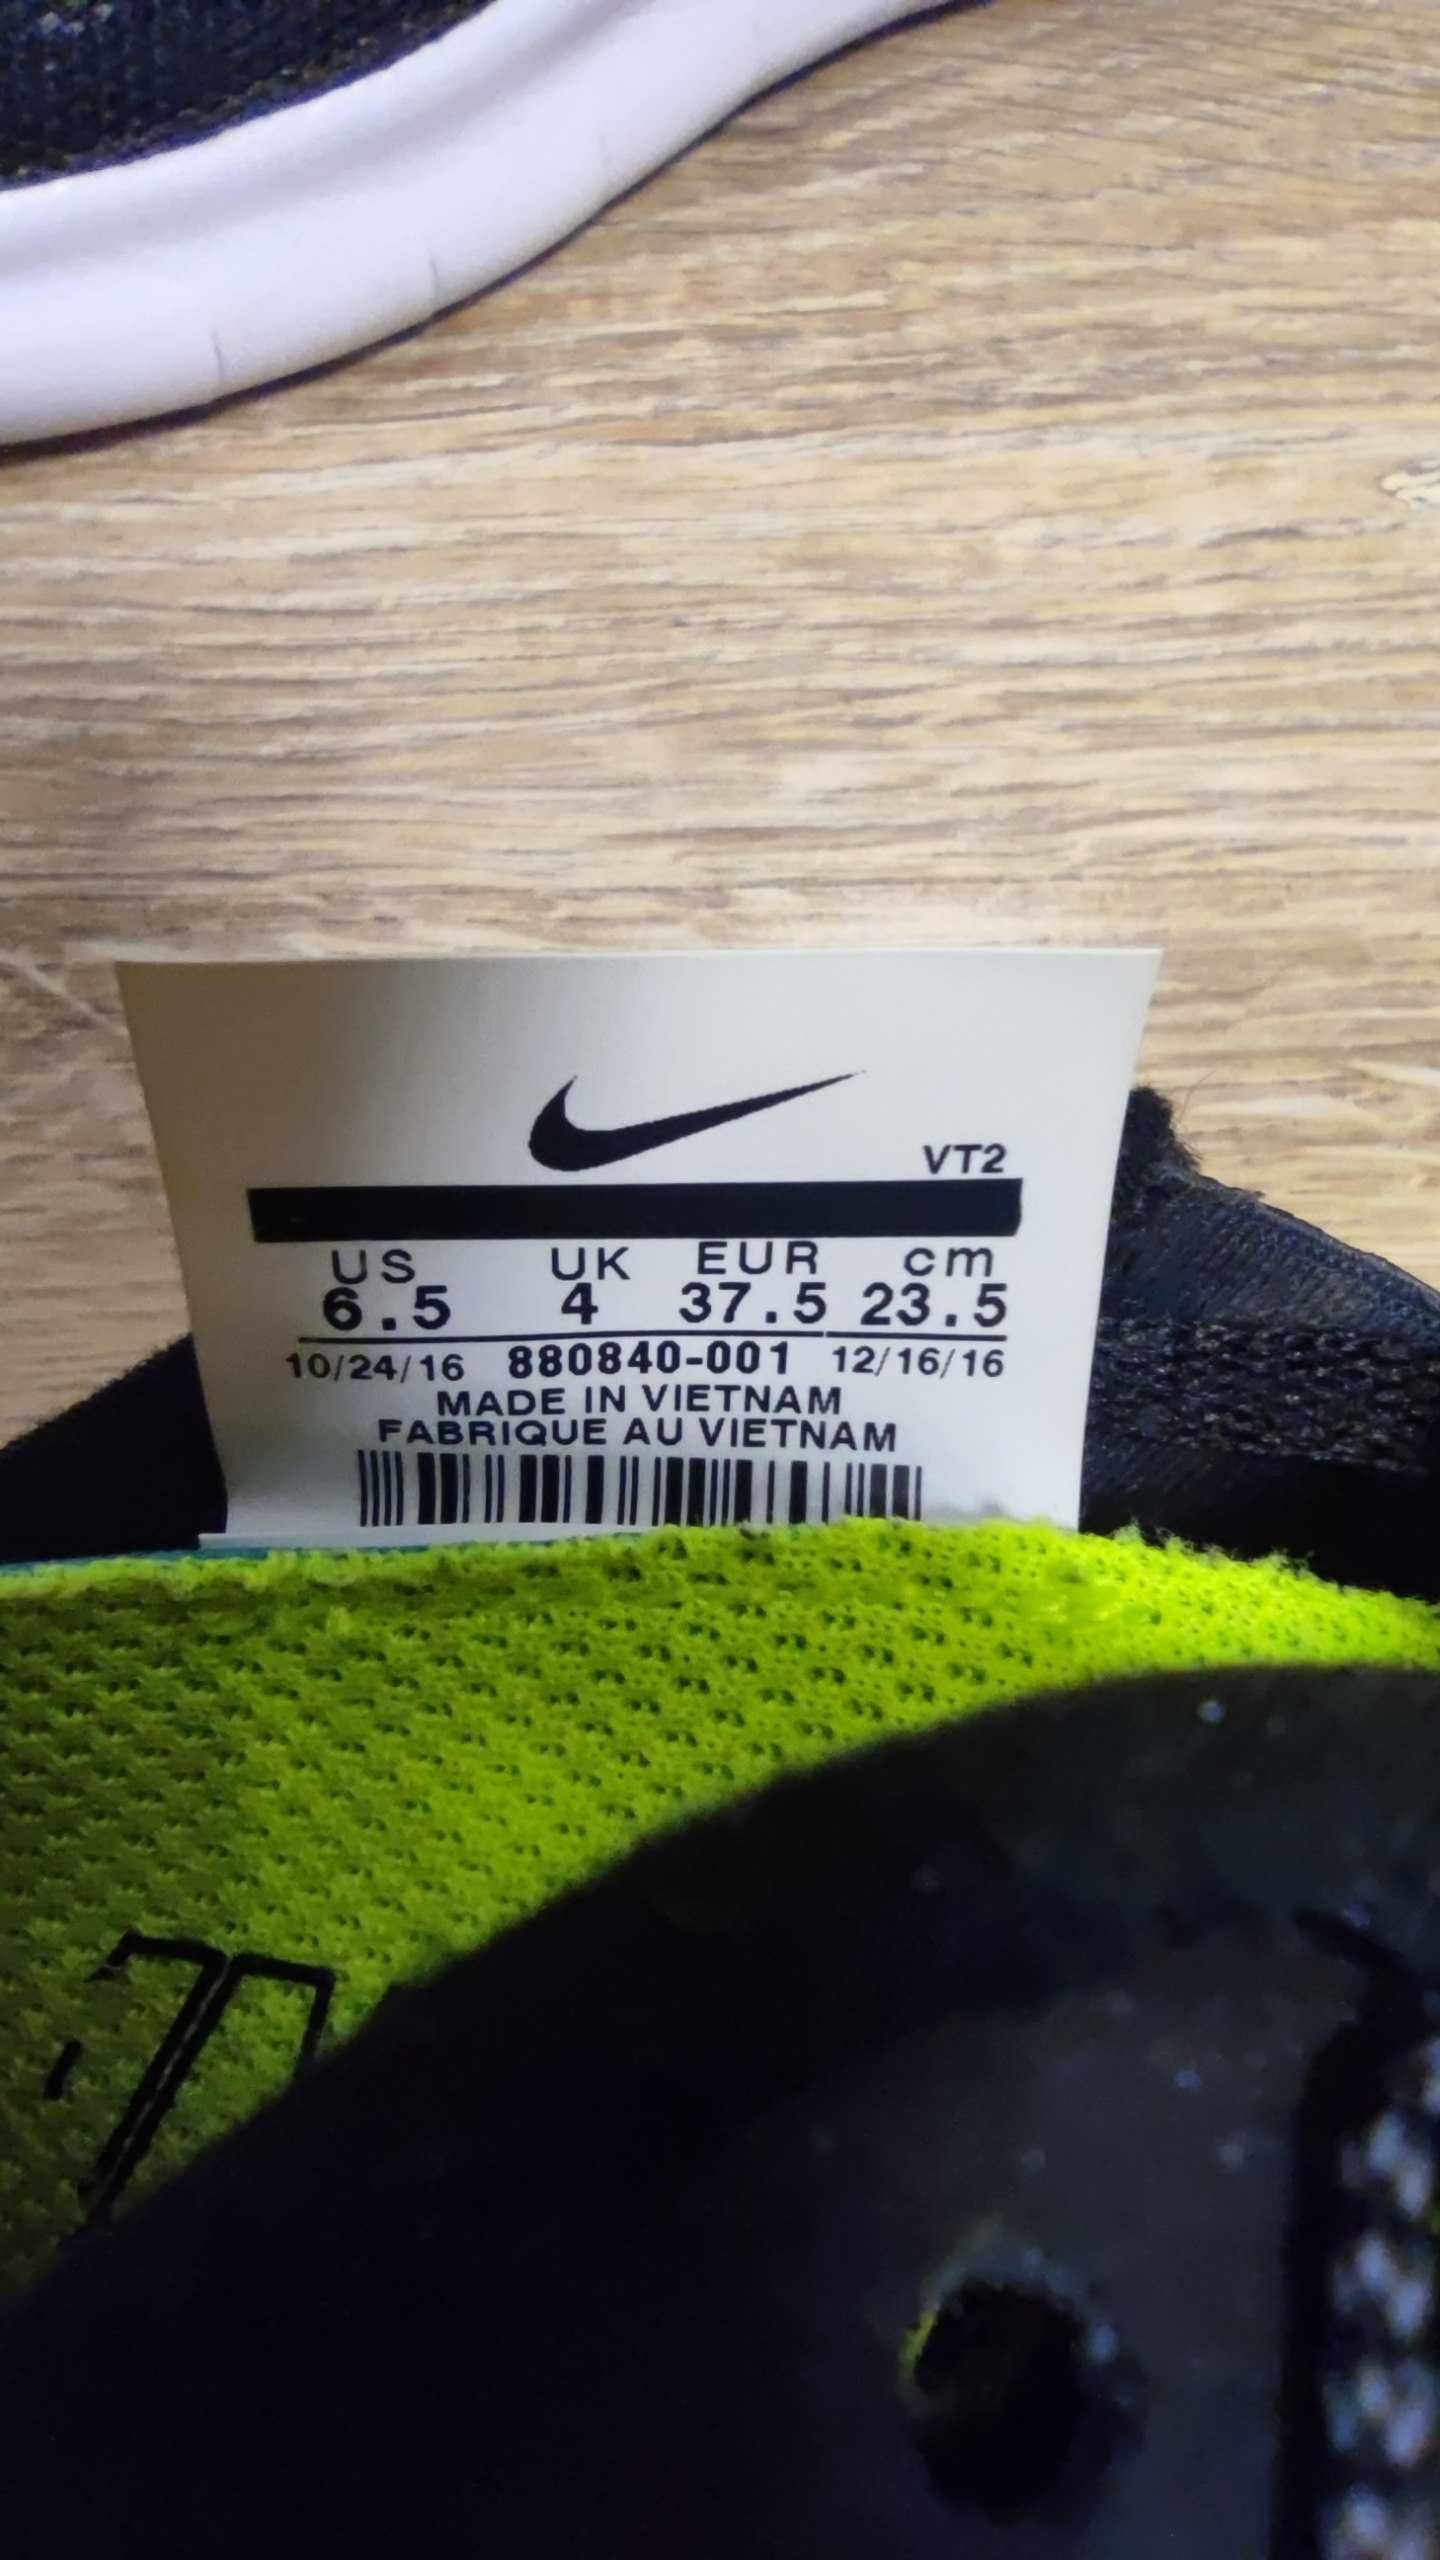 VT2
US UK EUR cm
6.5 4 37.5 23.5
10/24/16 880840-001 12/16/16
MADE IN VIETNAM
FABRIQUE AU VIETNAM